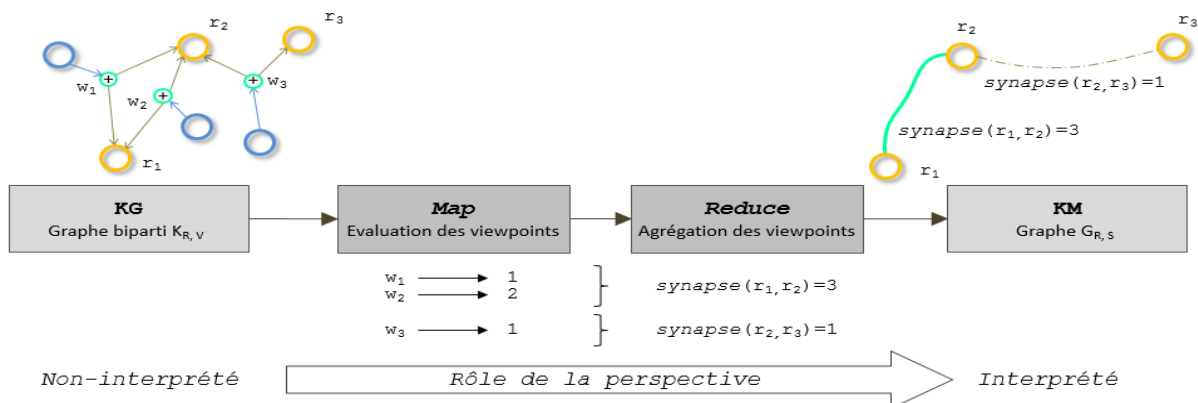 r2
r3
w1
w2
w3
r1
r2
r3
synapse(r2,r3)=1
synapse(r1,r2)=3
r1
KG
Graphe biparti KR, V
Map
Evaluation des viewpoints
Reduce
Agrégation des viewpoints
KM
Graphe GR, S
w1 1
w2 2
synapse(r1,r2)=3
w3 1
synapse(r2,r3)=1
Non-interprété
Rôle de la perspective
Interprété